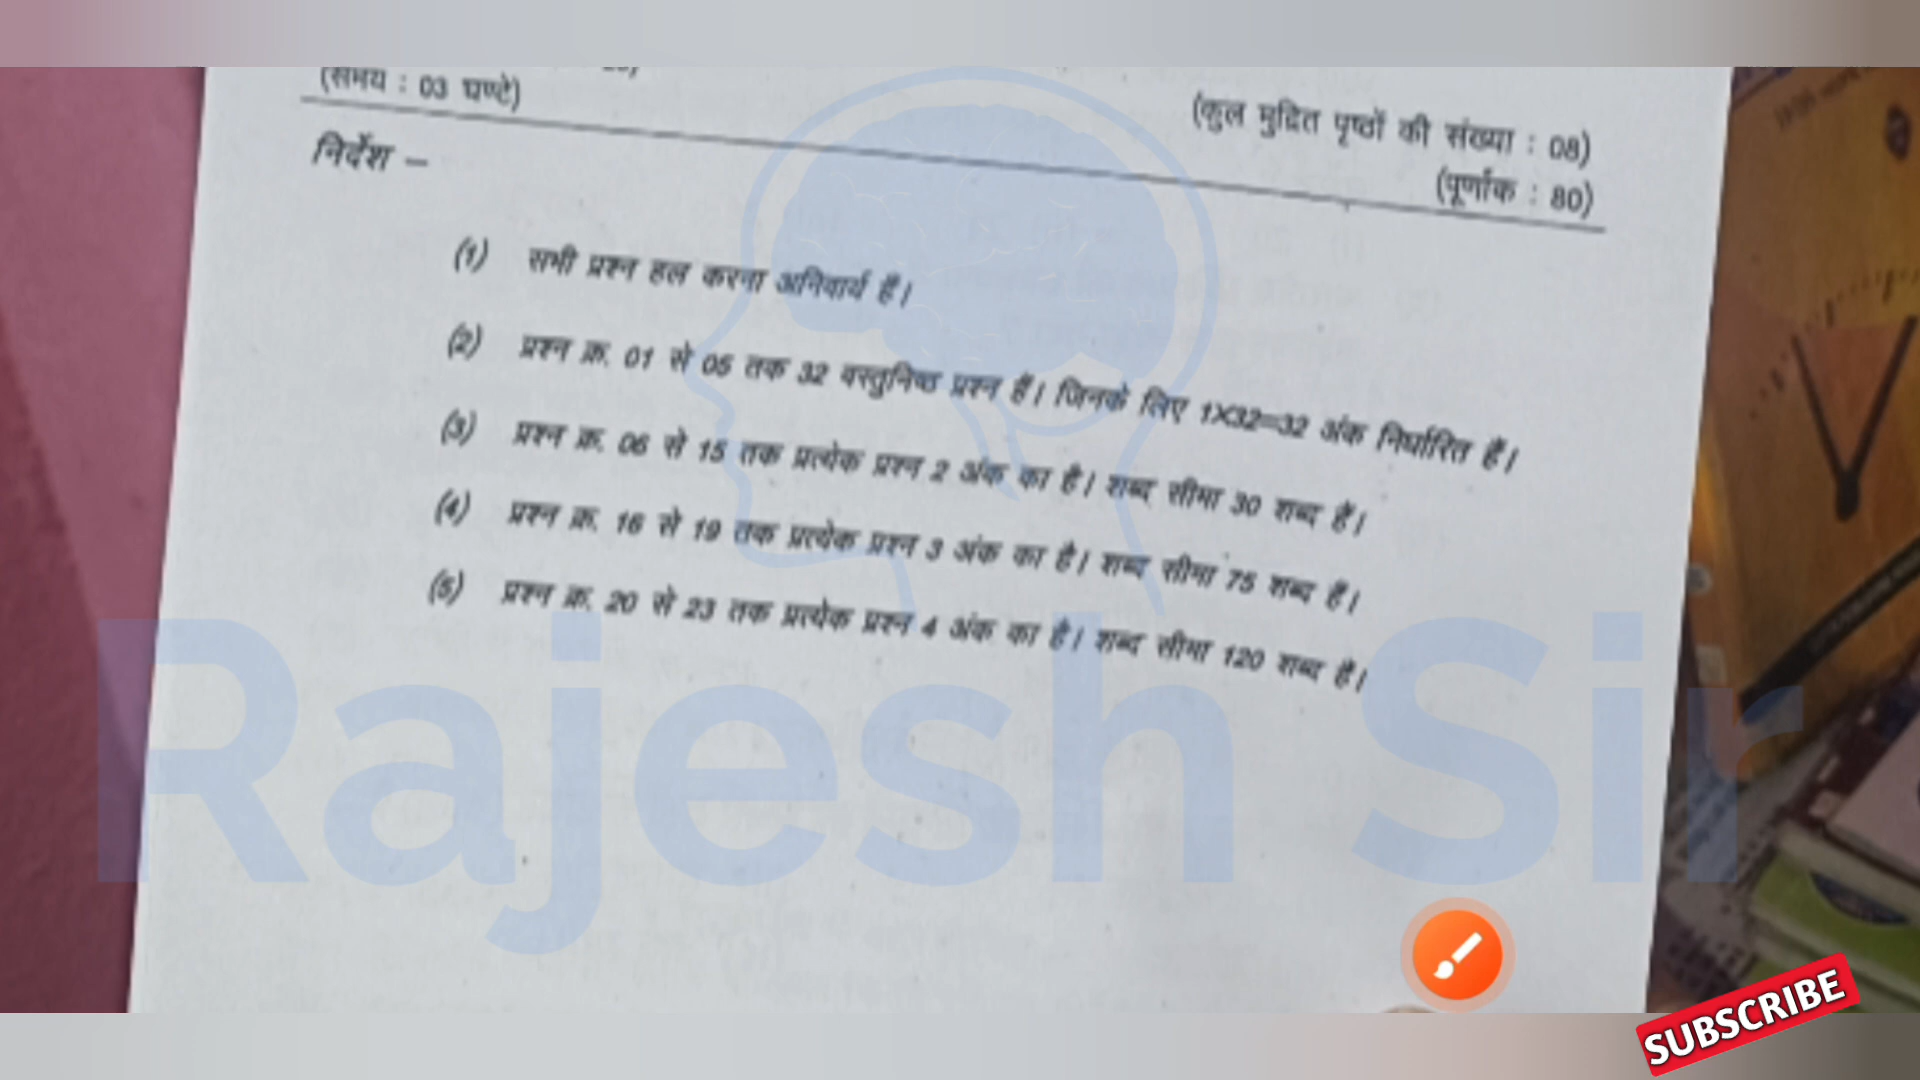 (समय : 03 घण्टे)
(कुल मुद्रित पृष्ठों की संख्या : 08)
(पूर्णांक : 80)
निर्देश –
(1) सभी प्रश्न हल करना अनिवार्य हैं।
(2) प्रश्न क्र. 01 से 05 तक 32 वस्तुनिष्ठ प्रश्न हैं। जिनके लिए 1X32=32 अंक निर्धारित हैं।
(3) प्रश्न क्र. 06 से 15 तक प्रत्येक प्रश्न 2 अंक का है। शब्द सीमा 30 शब्द हैं।
(4) प्रश्न क्र. 16 से 19 तक प्रत्येक प्रश्न 3 अंक का है। शब्द सीमा 75 शब्द हैं।
(5) प्रश्न क्र. 20 से 23 तक प्रत्येक प्रश्न 4 अंक का है। शब्द सीमा 120 शब्द है।
Rajesh Sir
SUBSCRIBE